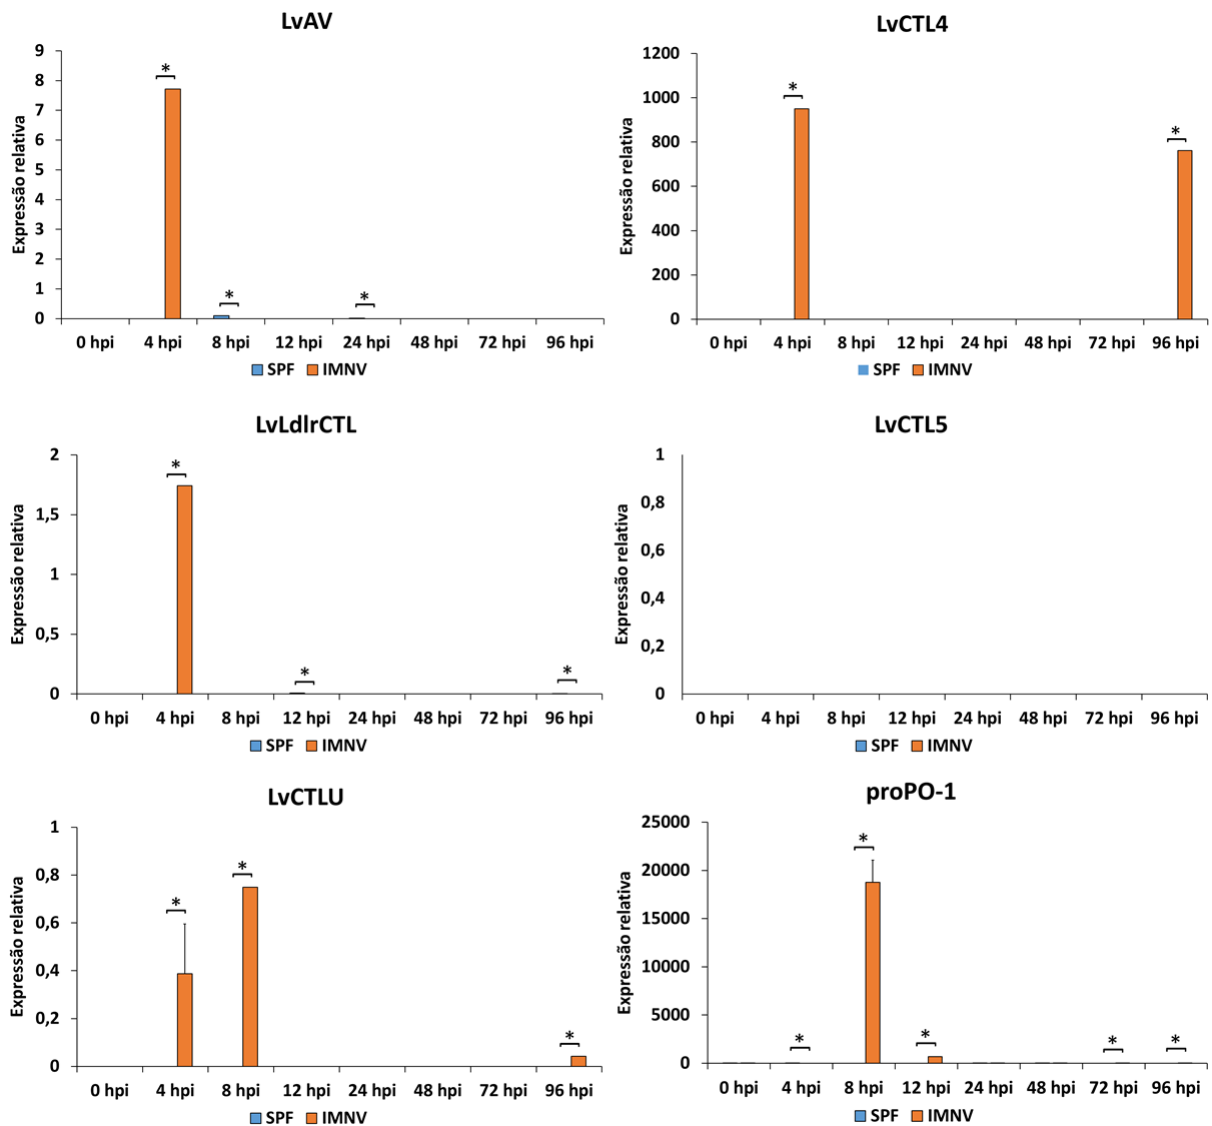 LvAV
Expressão relativa
9
8
7
6
5
4
3
2
1
0
* * *
0 hpi 4 hpi 8 hpi 12 hpi 24 hpi 48 hpi 72 hpi 96 hpi
SPF IMNV
LvCTL4
Expressão relativa
1200
1000
800
600
400
200
0
* *
0 hpi 4 hpi 8 hpi 12 hpi 24 hpi 48 hpi 72 hpi 96 hpi
SPF IMNV
LvLdlrCTL
Expressão relativa
2
1,5
1
0,5
0
* * *
0 hpi 4 hpi 8 hpi 12 hpi 24 hpi 48 hpi 72 hpi 96 hpi
SPF IMNV
LvCTL5
Expressão relativa
1
0,8
0,6
0,4
0,2
0
0 hpi 4 hpi 8 hpi 12 hpi 24 hpi 48 hpi 72 hpi 96 hpi
SPF IMNV
LvCTLU
Expressão relativa
1
0,8
0,6
0,4
0,2
0
* * *
0 hpi 4 hpi 8 hpi 12 hpi 24 hpi 48 hpi 72 hpi 96 hpi
SPF IMNV
proPO-1
Expressão relativa
25000
20000
15000
10000
5000
0
* * * * *
0 hpi 4 hpi 8 hpi 12 hpi 24 hpi 48 hpi 72 hpi 96 hpi
SPF IMNV